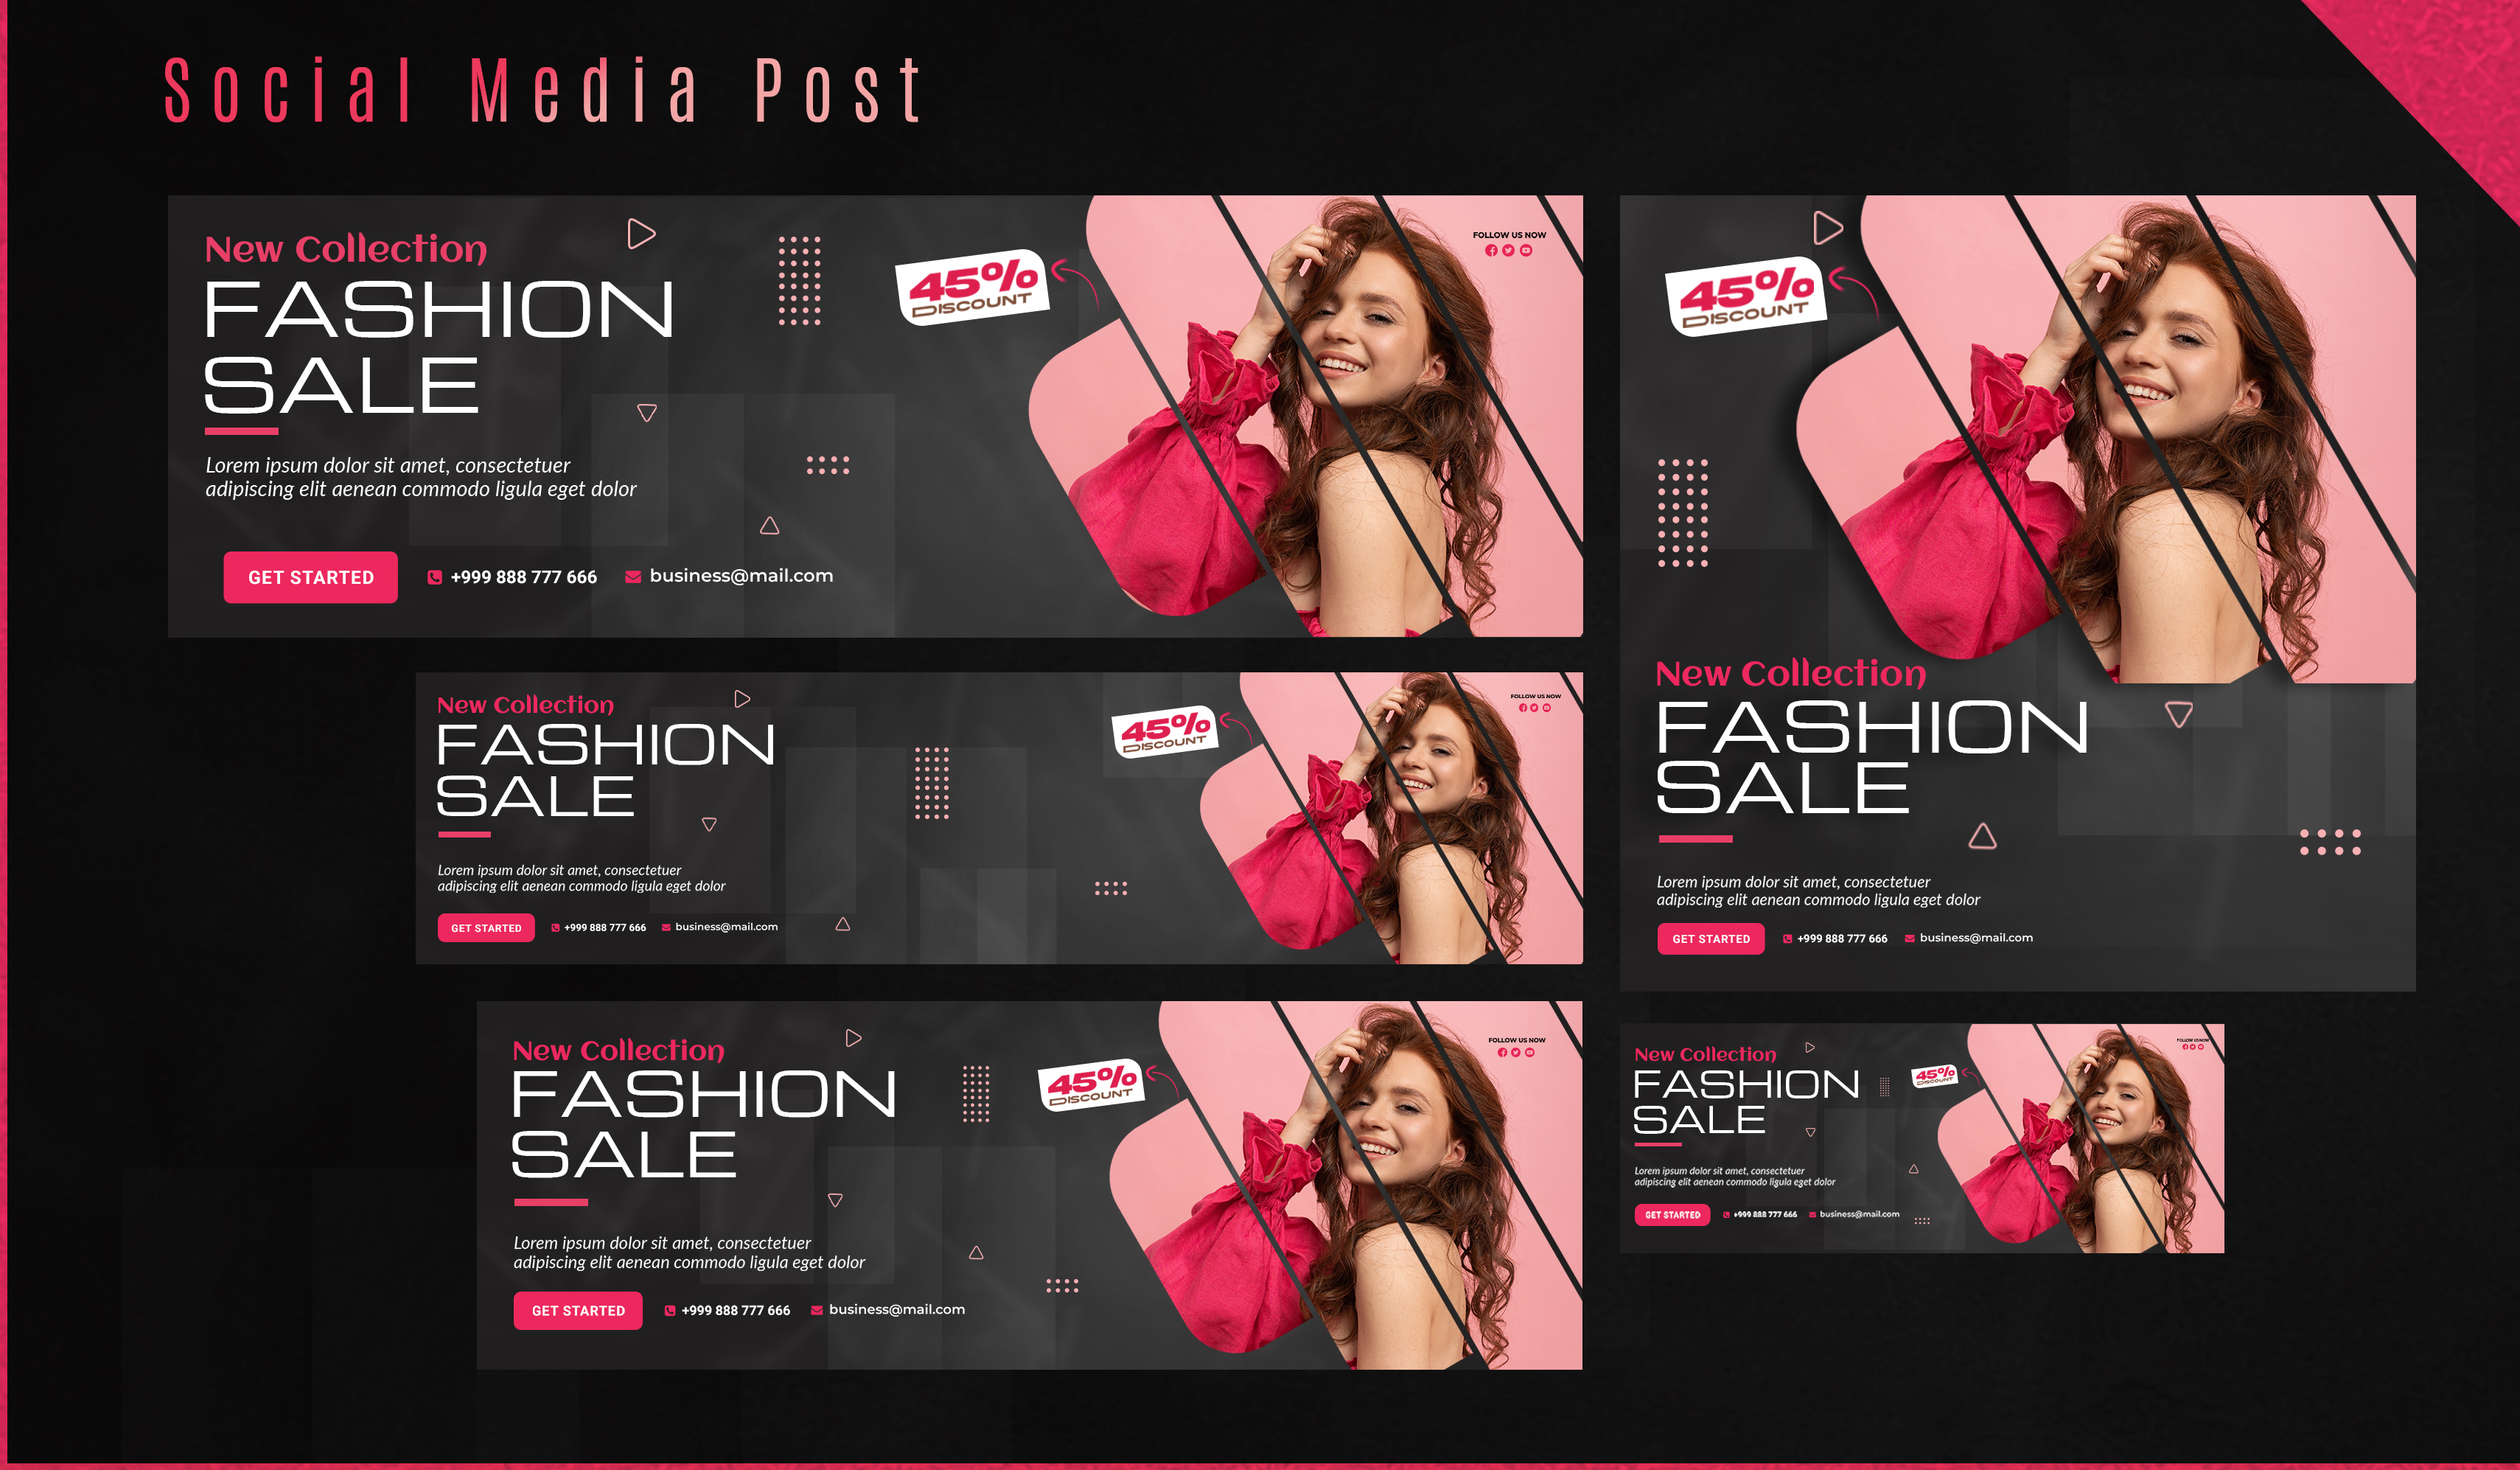 Social Media Post
New Collection
FASHION
SALE
Lorem ipsum dolor sit amet, consectetuer
adipiscing elit aenean commodo ligula eget dolor
GET STARTED
+999 888 777 666
business@mail.com
45%
DISCOUNT
FOLLOW US NOW
45%
DISCOUNT
New Collection
FASHION
SALE
Lorem ipsum dolor sit amet, consectetuer
adipiscing elit aenean commodo ligula eget dolor
GET STARTED
+999 888 777 666
business@mail.com
New Collection
FASHION
SALE
Lorem ipsum dolor sit amet, consectetuer
adipiscing elit aenean commodo ligula eget dolor
GET STARTED
+999 888 777 666
business@mail.com
45%
DISCOUNT
FOLLOW US NOW
New Collection
FASHION
SALE
Lorem ipsum dolor sit amet, consectetuer
adipiscing elit aenean commodo ligula eget dolor
GET STARTED
+999 888 777 666
business@mail.com
45%
DISCOUNT
FOLLOW US NOW
New Collection
FASHION
SALE
Lorem ipsum dolor sit amet, consectetuer
adipiscing elit aenean commodo ligula eget dolor
GET STARTED
+999 888 777 666
business@mail.com
45%
DISCOUNT
FOLLOW US NOW